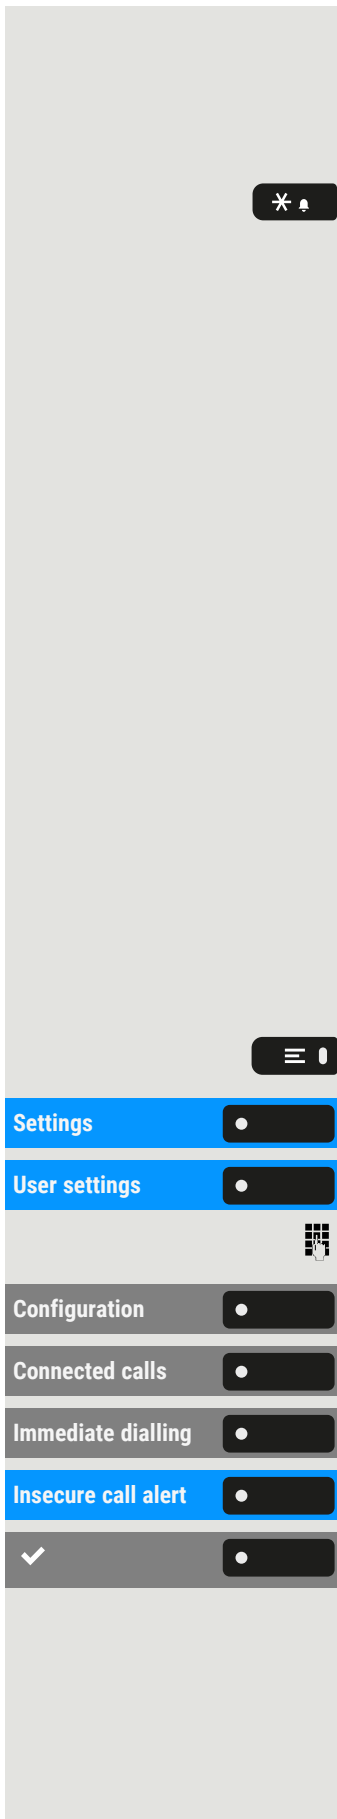 Settings
User settings
Configuration
Connected calls
Immediate dialling
Insecure call alert